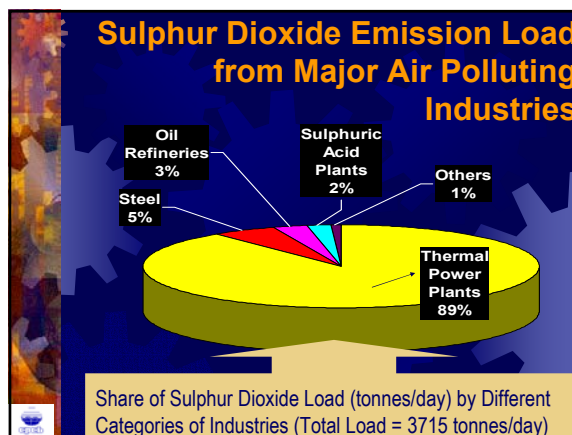 Sulphur Dioxide Emission Load
from Major Air Polluting
Industries
Oil
Refineries
3%
Sulphuric
Acid
Plants
2%
Others
1%
Steel
5%
Thermal
Power
Plants
89%
Share of Sulphur Dioxide Load (tonnes/day) by Different
Categories of Industries (Total Load = 3715 tonnes/day)